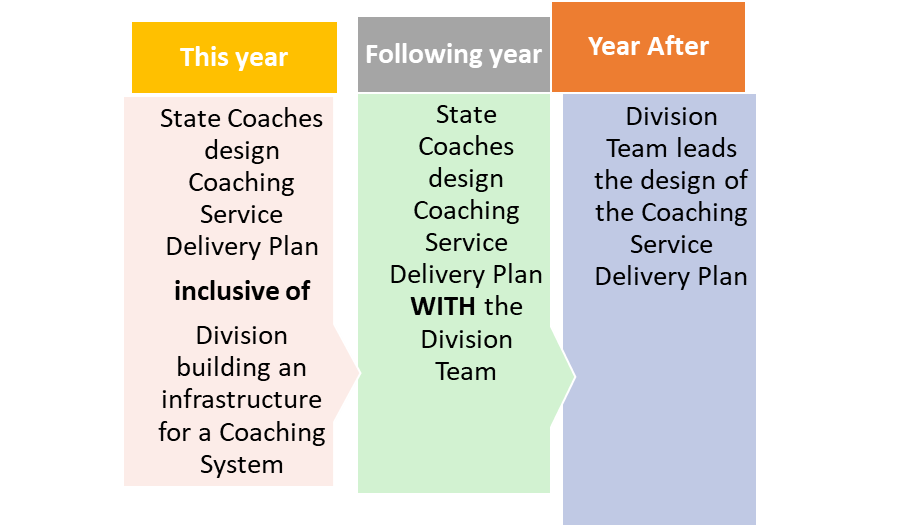 This year
State Coaches
design
Coaching
Service
Delivery Plan
inclusive of
Division
building an
infrastructure
for a Coaching
System
Following year
State
Coaches
design
Coaching
Service
Delivery Plan
WITH the
Division
Team
Year After
Division
Team leads
the design of
the Coaching
Service
Delivery Plan